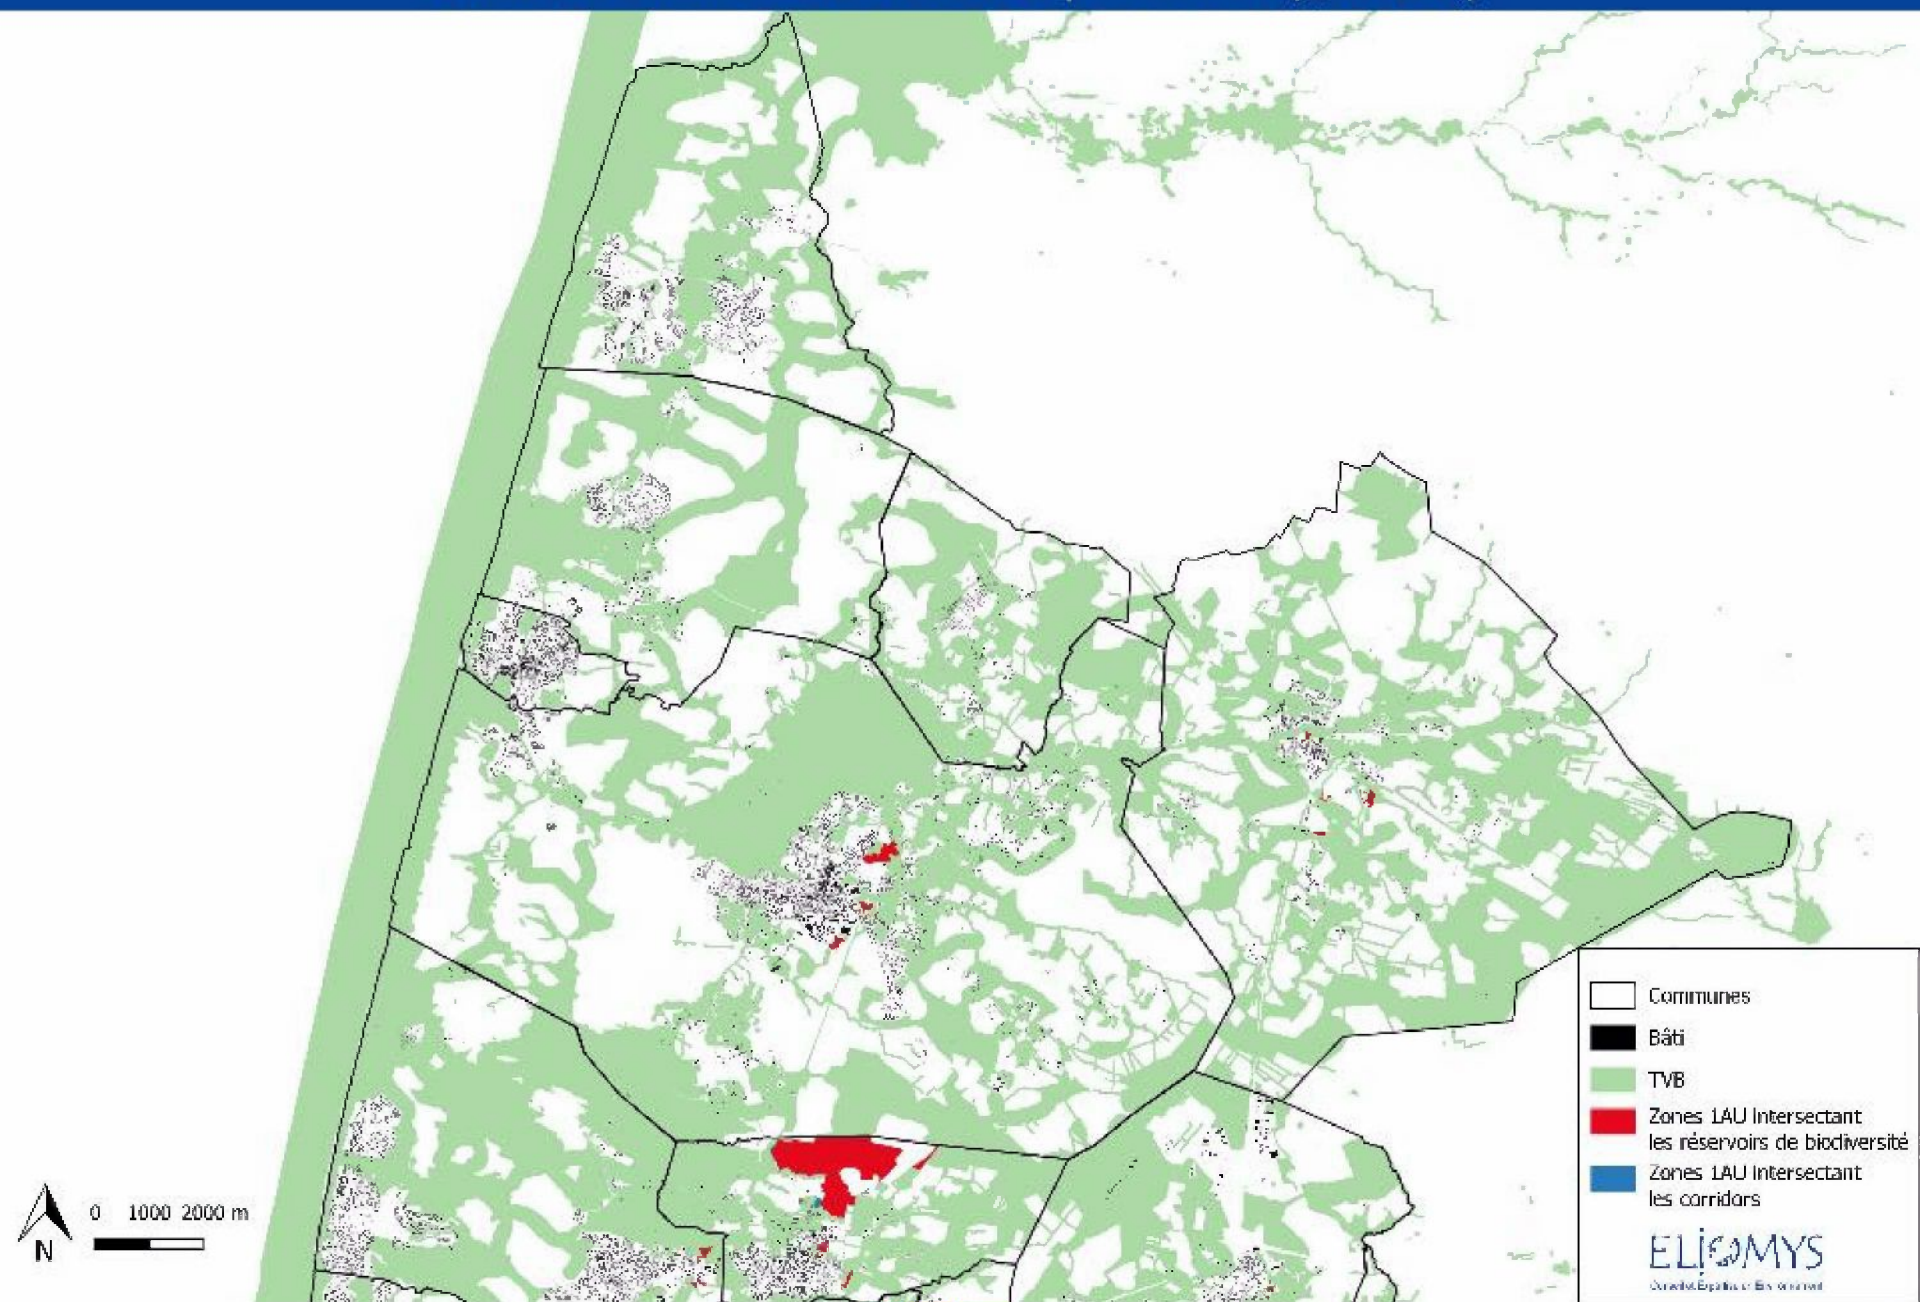 Communes
Bâti
TVB
Zones 1AU Intersectant
les réservoirs de biodiversité
Zones 1AU Intersectant
les corridors
0 1000 2000 m
N
ELIOMYS